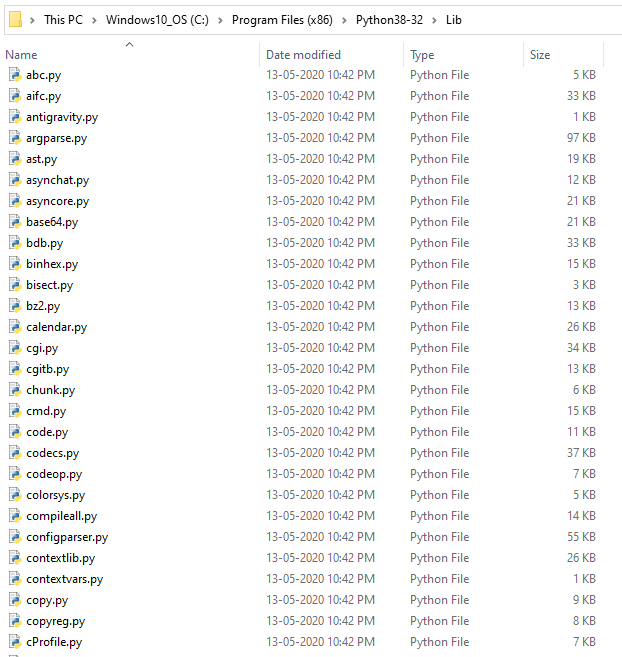 This PC > Windows10_OS (C:) > Program Files (x86) > Python38-32 > Lib
Name Date modified Type Size
abc.py 13-05-2020 10:42 PM Python File 5 KB
aifc.py 13-05-2020 10:42 PM Python File 33 KB
antigravity.py 13-05-2020 10:42 PM Python File 1 KB
argparse.py 13-05-2020 10:42 PM Python File 97 KB
ast.py 13-05-2020 10:42 PM Python File 19 KB
asynchat.py 13-05-2020 10:42 PM Python File 12 KB
asyncore.py 13-05-2020 10:42 PM Python File 21 KB
base64.py 13-05-2020 10:42 PM Python File 21 KB
bdb.py 13-05-2020 10:42 PM Python File 33 KB
binhex.py 13-05-2020 10:42 PM Python File 15 KB
bisect.py 13-05-2020 10:42 PM Python File 3 KB
bz2.py 13-05-2020 10:42 PM Python File 13 KB
calendar.py 13-05-2020 10:42 PM Python File 26 KB
cgi.py 13-05-2020 10:42 PM Python File 34 KB
cgitb.py 13-05-2020 10:42 PM Python File 13 KB
chunk.py 13-05-2020 10:42 PM Python File 6 KB
cmd.py 13-05-2020 10:42 PM Python File 15 KB
code.py 13-05-2020 10:42 PM Python File 11 KB
codecs.py 13-05-2020 10:42 PM Python File 37 KB
codeop.py 13-05-2020 10:42 PM Python File 7 KB
colorsys.py 13-05-2020 10:42 PM Python File 5 KB
compileall.py 13-05-2020 10:42 PM Python File 14 KB
configparser.py 13-05-2020 10:42 PM Python File 55 KB
contextlib.py 13-05-2020 10:42 PM Python File 26 KB
contextvars.py 13-05-2020 10:42 PM Python File 1 KB
copy.py 13-05-2020 10:42 PM Python File 9 KB
copyreg.py 13-05-2020 10:42 PM Python File 8 KB
cProfile.py 13-05-2020 10:42 PM Python File 7 KB